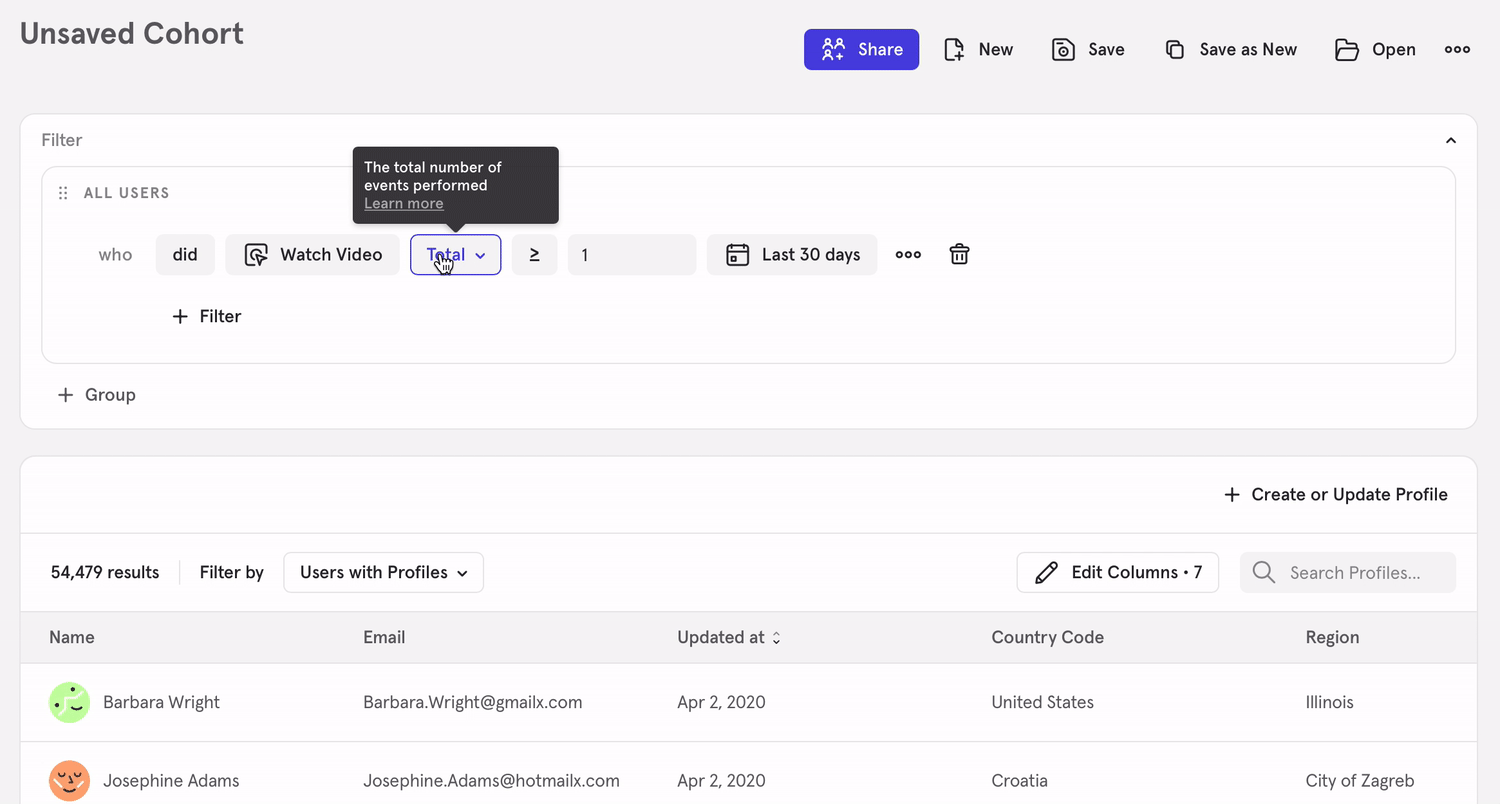 Unsaved Cohort
Share
New
Save
Save as New
Open
Filter
The total number of
events performed
Learn more
ALL USERS
who did Watch Video Total ≥ 1 Last 30 days
+ Filter
+ Group
+ Create or Update Profile
54,479 results
Filter by
Users with Profiles
Edit Columns • 7
Search Profiles...
Name Email Updated at Country Code Region
Barbara Wright Barbara.Wright@gmailx.com Apr 2, 2020 United States Illinois
Josephine Adams Josephine.Adams@hotmailx.com Apr 2, 2020 Croatia City of Zagreb